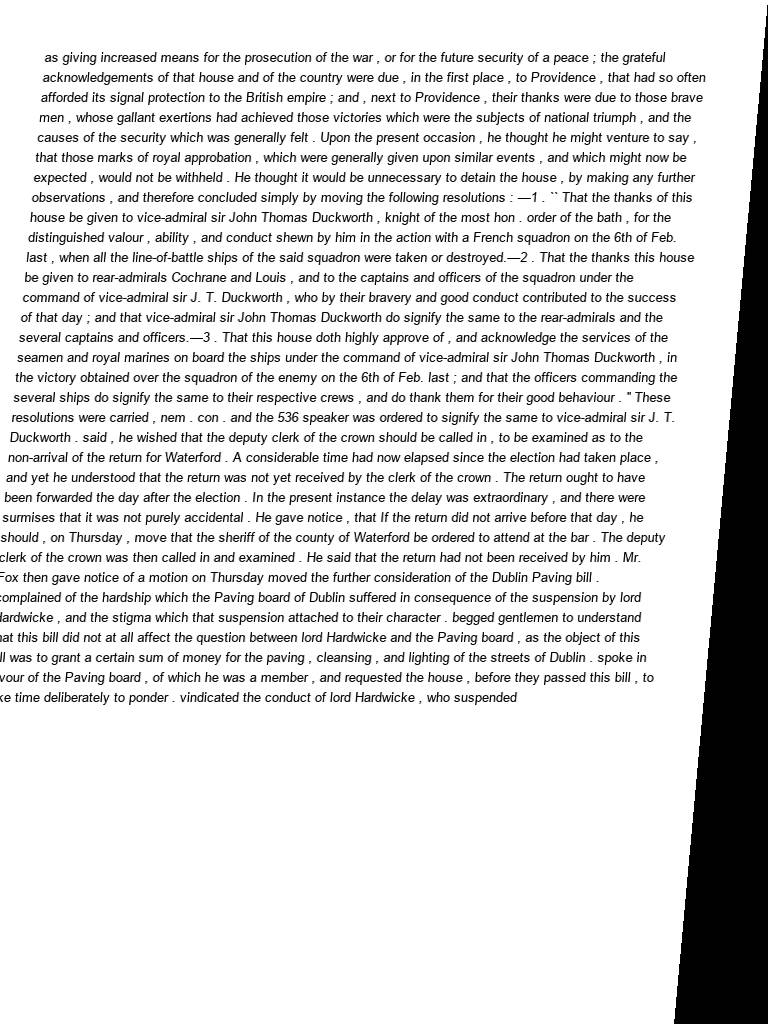 as giving increased means for the prosecution of the war , or for the future security of a peace ; the grateful
acknowledgements of that house and of the country were due , in the first place , to Providence , that had so often
afforded its signal protection to the British empire ; and , next to Providence , their thanks were due to those brave
men , whose gallant exertions had achieved those victories which were the subjects of national triumph , and the
causes of the security which was generally felt . Upon the present occasion , he thought he might venture to say ,
that those marks of royal approbation , which were generally given upon similar events , and which might now be
expected , would not be withheld . He thought it would be unnecessary to detain the house , by making any further
observations , and therefore concluded simply by moving the following resolutions : —1 . `` That the thanks of this
house be given to vice-admiral sir John Thomas Duckworth , knight of the most hon . order of the bath , for the
distinguished valour , ability , and conduct shewn by him in the action with a French squadron on the 6th of Feb.
last , when all the line-of-battle ships of the said squadron were taken or destroyed.—2 . That the thanks this house
be given to rear-admirals Cochrane and Louis , and to the captains and officers of the squadron under the
command of vice-admiral sir J. T. Duckworth , who by their bravery and good conduct contributed to the success
of that day ; and that vice-admiral sir John Thomas Duckworth do signify the same to the rear-admirals and the
several captains and officers.—3 . That this house doth highly approve of , and acknowledge the services of the
seamen and royal marines on board the ships under the command of vice-admiral sir John Thomas Duckworth , in
the victory obtained over the squadron of the enemy on the 6th of Feb. last ; and that the officers commanding the
several ships do signify the same to their respective crews , and do thank them for their good behaviour . '' These
resolutions were carried , nem . con . and the 536 speaker was ordered to signify the same to vice-admiral sir J. T.
Duckworth . said , he wished that the deputy clerk of the crown should be called in , to be examined as to the
non-arrival of the return for Waterford . A considerable time had now elapsed since the election had taken place ,
and yet he understood that the return was not yet received by the clerk of the crown . The return ought to have
been forwarded the day after the election . In the present instance the delay was extraordinary , and there were
surmises that it was not purely accidental . He gave notice , that If the return did not arrive before that day , he
should , on Thursday , move that the sheriff of the county of Waterford be ordered to attend at the bar . The deputy
clerk of the crown was then called in and examined . He said that the return had not been received by him . Mr.
Fox then gave notice of a motion on Thursday moved the further consideration of the Dublin Paving bill .
complained of the hardship which the Paving board of Dublin suffered in consequence of the suspension by lord
Hardwicke , and the stigma which that suspension attached to their character . begged gentlemen to understand
this bill did not at all affect the question between lord Hardwicke and the Paving board , as the object of this
was to grant a certain sum of money for the paving , cleansing , and lighting of the streets of Dublin . spoke in
of the Paving board , of which he was a member , and requested the house , before they passed this bill , to
time deliberately to ponder . vindicated the conduct of lord Hardwicke , who suspended